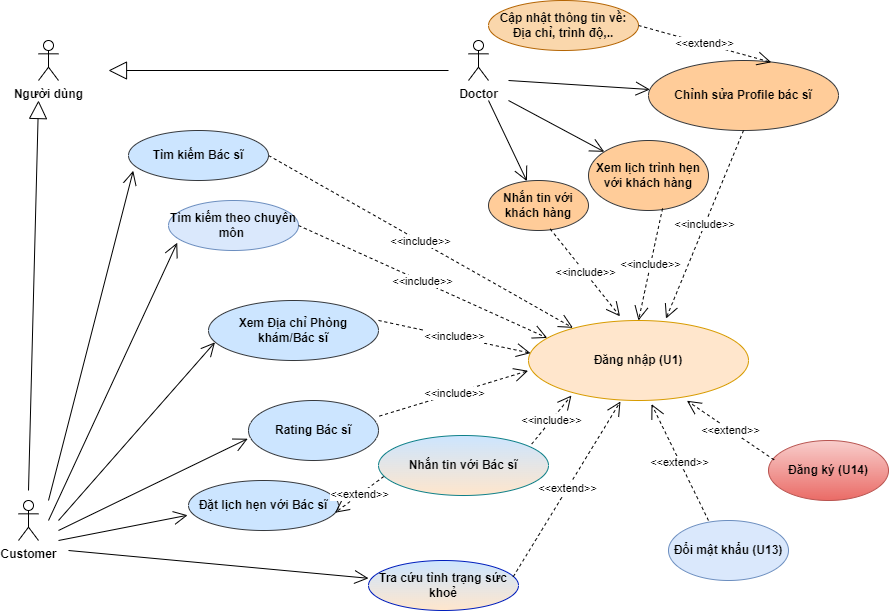 Cập nhật thông tin về:
Địa chỉ, trình độ,..
<<extend>>
Người dùng
Doctor
Chỉnh sửa Profile bác sĩ
Tìm kiếm Bác sĩ
Xem lịch trình hẹn
với khách hàng
Nhắn tin với
khách hàng
Tìm kiếm theo chuyên
môn
<<include>>
<<include>>
<<include>>
<<include>>
<<include>>
Xem Địa chỉ Phòng
khám/Bác sĩ
<<include>>
Đăng nhập (U1)
<<include>>
Rating Bác sĩ
<<include>>
<<extend>>
Nhắn tin với Bác sĩ
<<extend>>
Đăng ký (U14)
<<extend>>
<<extend>>
Đặt lịch hẹn với Bác sĩ
Customer
Đổi mật khẩu (U13)
Tra cứu tình trạng sức
khoẻ